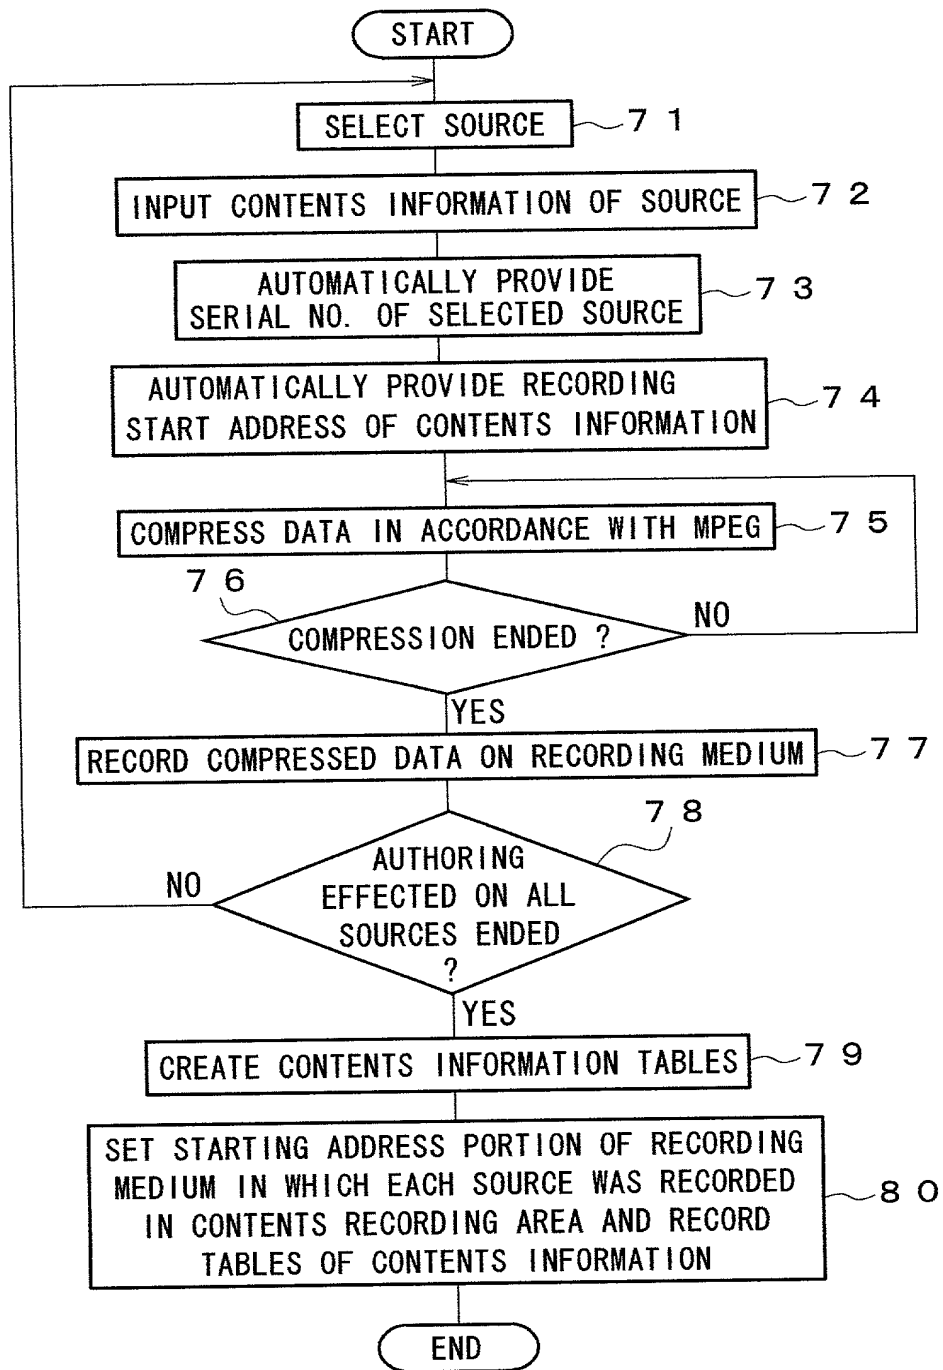 START
SELECT SOURCE
71
INPUT CONTENTS INFORMATION OF SOURCE
72
AUTOMATICALLY PROVIDE
SERIAL NO. OF SELECTED SOURCE
73
AUTOMATICALLY PROVIDE RECORDING
START ADDRESS OF CONTENTS INFORMATION
74
COMPRESS DATA IN ACCORDANCE WITH MPEG
75
76
COMPRESSION ENDED ?
NO
YES
RECORD COMPRESSED DATA ON RECORDING MEDIUM
77
78
AUTHORING
EFFECTED ON ALL
SOURCES ENDED
?
NO
YES
CREATE CONTENTS INFORMATION TABLES
79
SET STARTING ADDRESS PORTION OF RECORDING
MEDIUM IN WHICH EACH SOURCE WAS RECORDED
IN CONTENTS RECORDING AREA AND RECORD
TABLES OF CONTENTS INFORMATION
80
END